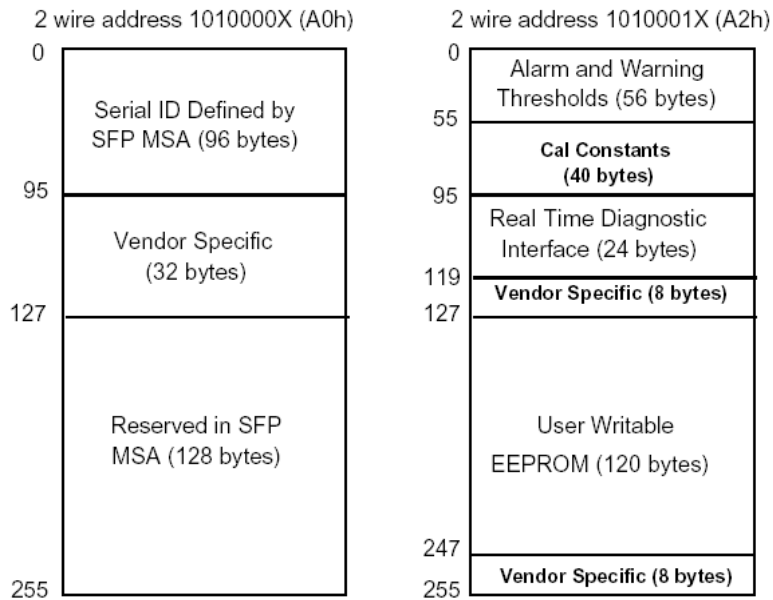 2 wire address 1010000X (A0h)
0
Serial ID Defined by
SFP MSA (96 bytes)
95
Vendor Specific
(32 bytes)
127
Reserved in SFP
MSA (128 bytes)
255
2 wire address 1010001X (A2h)
0
Alarm and Warning
Thresholds (56 bytes)
55
Cal Constants
(40 bytes)
95
Real Time Diagnostic
Interface (24 bytes)
119
Vendor Specific (8 bytes)
127
User Writable
EEPROM (120 bytes)
247
Vendor Specific (8 bytes)
255